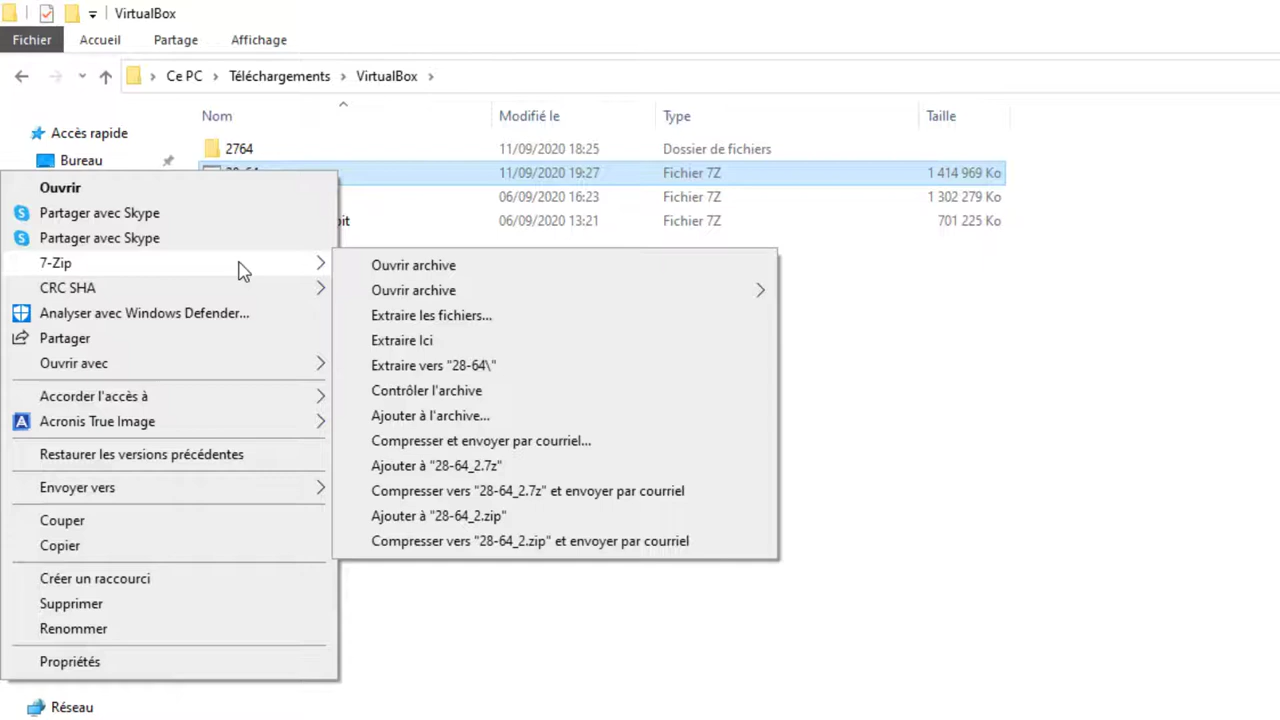 VirtualBox
Fichier Accueil Partage Affichage
Ce PC Téléchargements VirtualBox
Nom Modifié le Type Taille
Accès rapide
Bureau
2764 11/09/2020 18:25 Dossier de fichiers
11/09/2020 19:27 Fichier 7Z 1 414 969 Ko
06/09/2020 16:23 Fichier 7Z 1 302 279 Ko
06/09/2020 13:21 Fichier 7Z 701 225 Ko
Ouvrir
Partager avec Skype
Partager avec Skype
7-Zip
CRC SHA
Analyser avec Windows Defender...
Partager
Ouvrir avec
Accorder l'accès à
Acronis True Image
Restaurer les versions précédentes
Envoyer vers
Couper
Copier
Créer un raccourci
Supprimer
Renommer
Propriétés
Ouvrir archive
Ouvrir archive
Extraire les fichiers...
Extraire Ici
Extraire vers "28-64\"
Contrôler l'archive
Ajouter à l'archive...
Compresser et envoyer par courriel...
Ajouter à "28-64_2.7z"
Compresser vers "28-64_2.7z" et envoyer par courriel
Ajouter à "28-64_2.zip"
Compresser vers "28-64_2.zip" et envoyer par courriel
Réseau